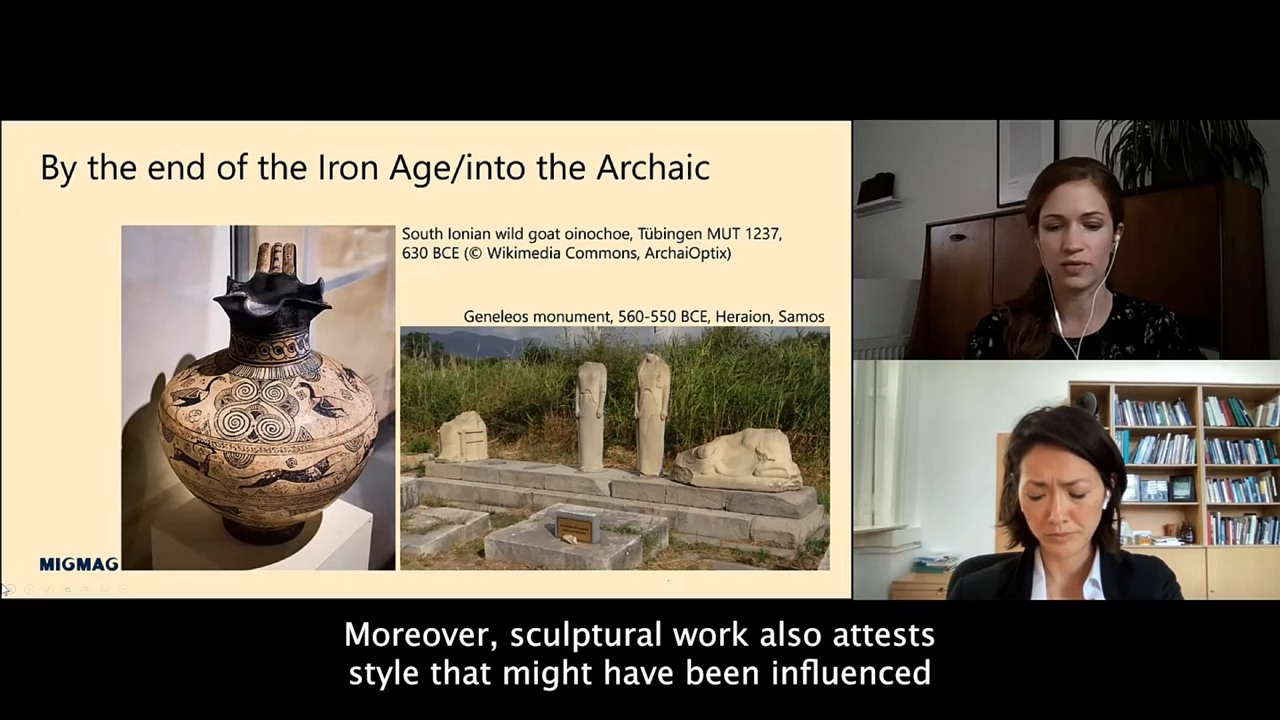 By the end of the Iron Age/into the Archaic
South Ionian wild goat oinochoe, Tübingen MUT 1237,
630 BCE (© Wikimedia Commons, ArchaiOptix)
Geneleos monument, 560-550 BCE, Heraion, Samos
MIGMAG
Moreover, sculptural work also attests
style that might have been influenced